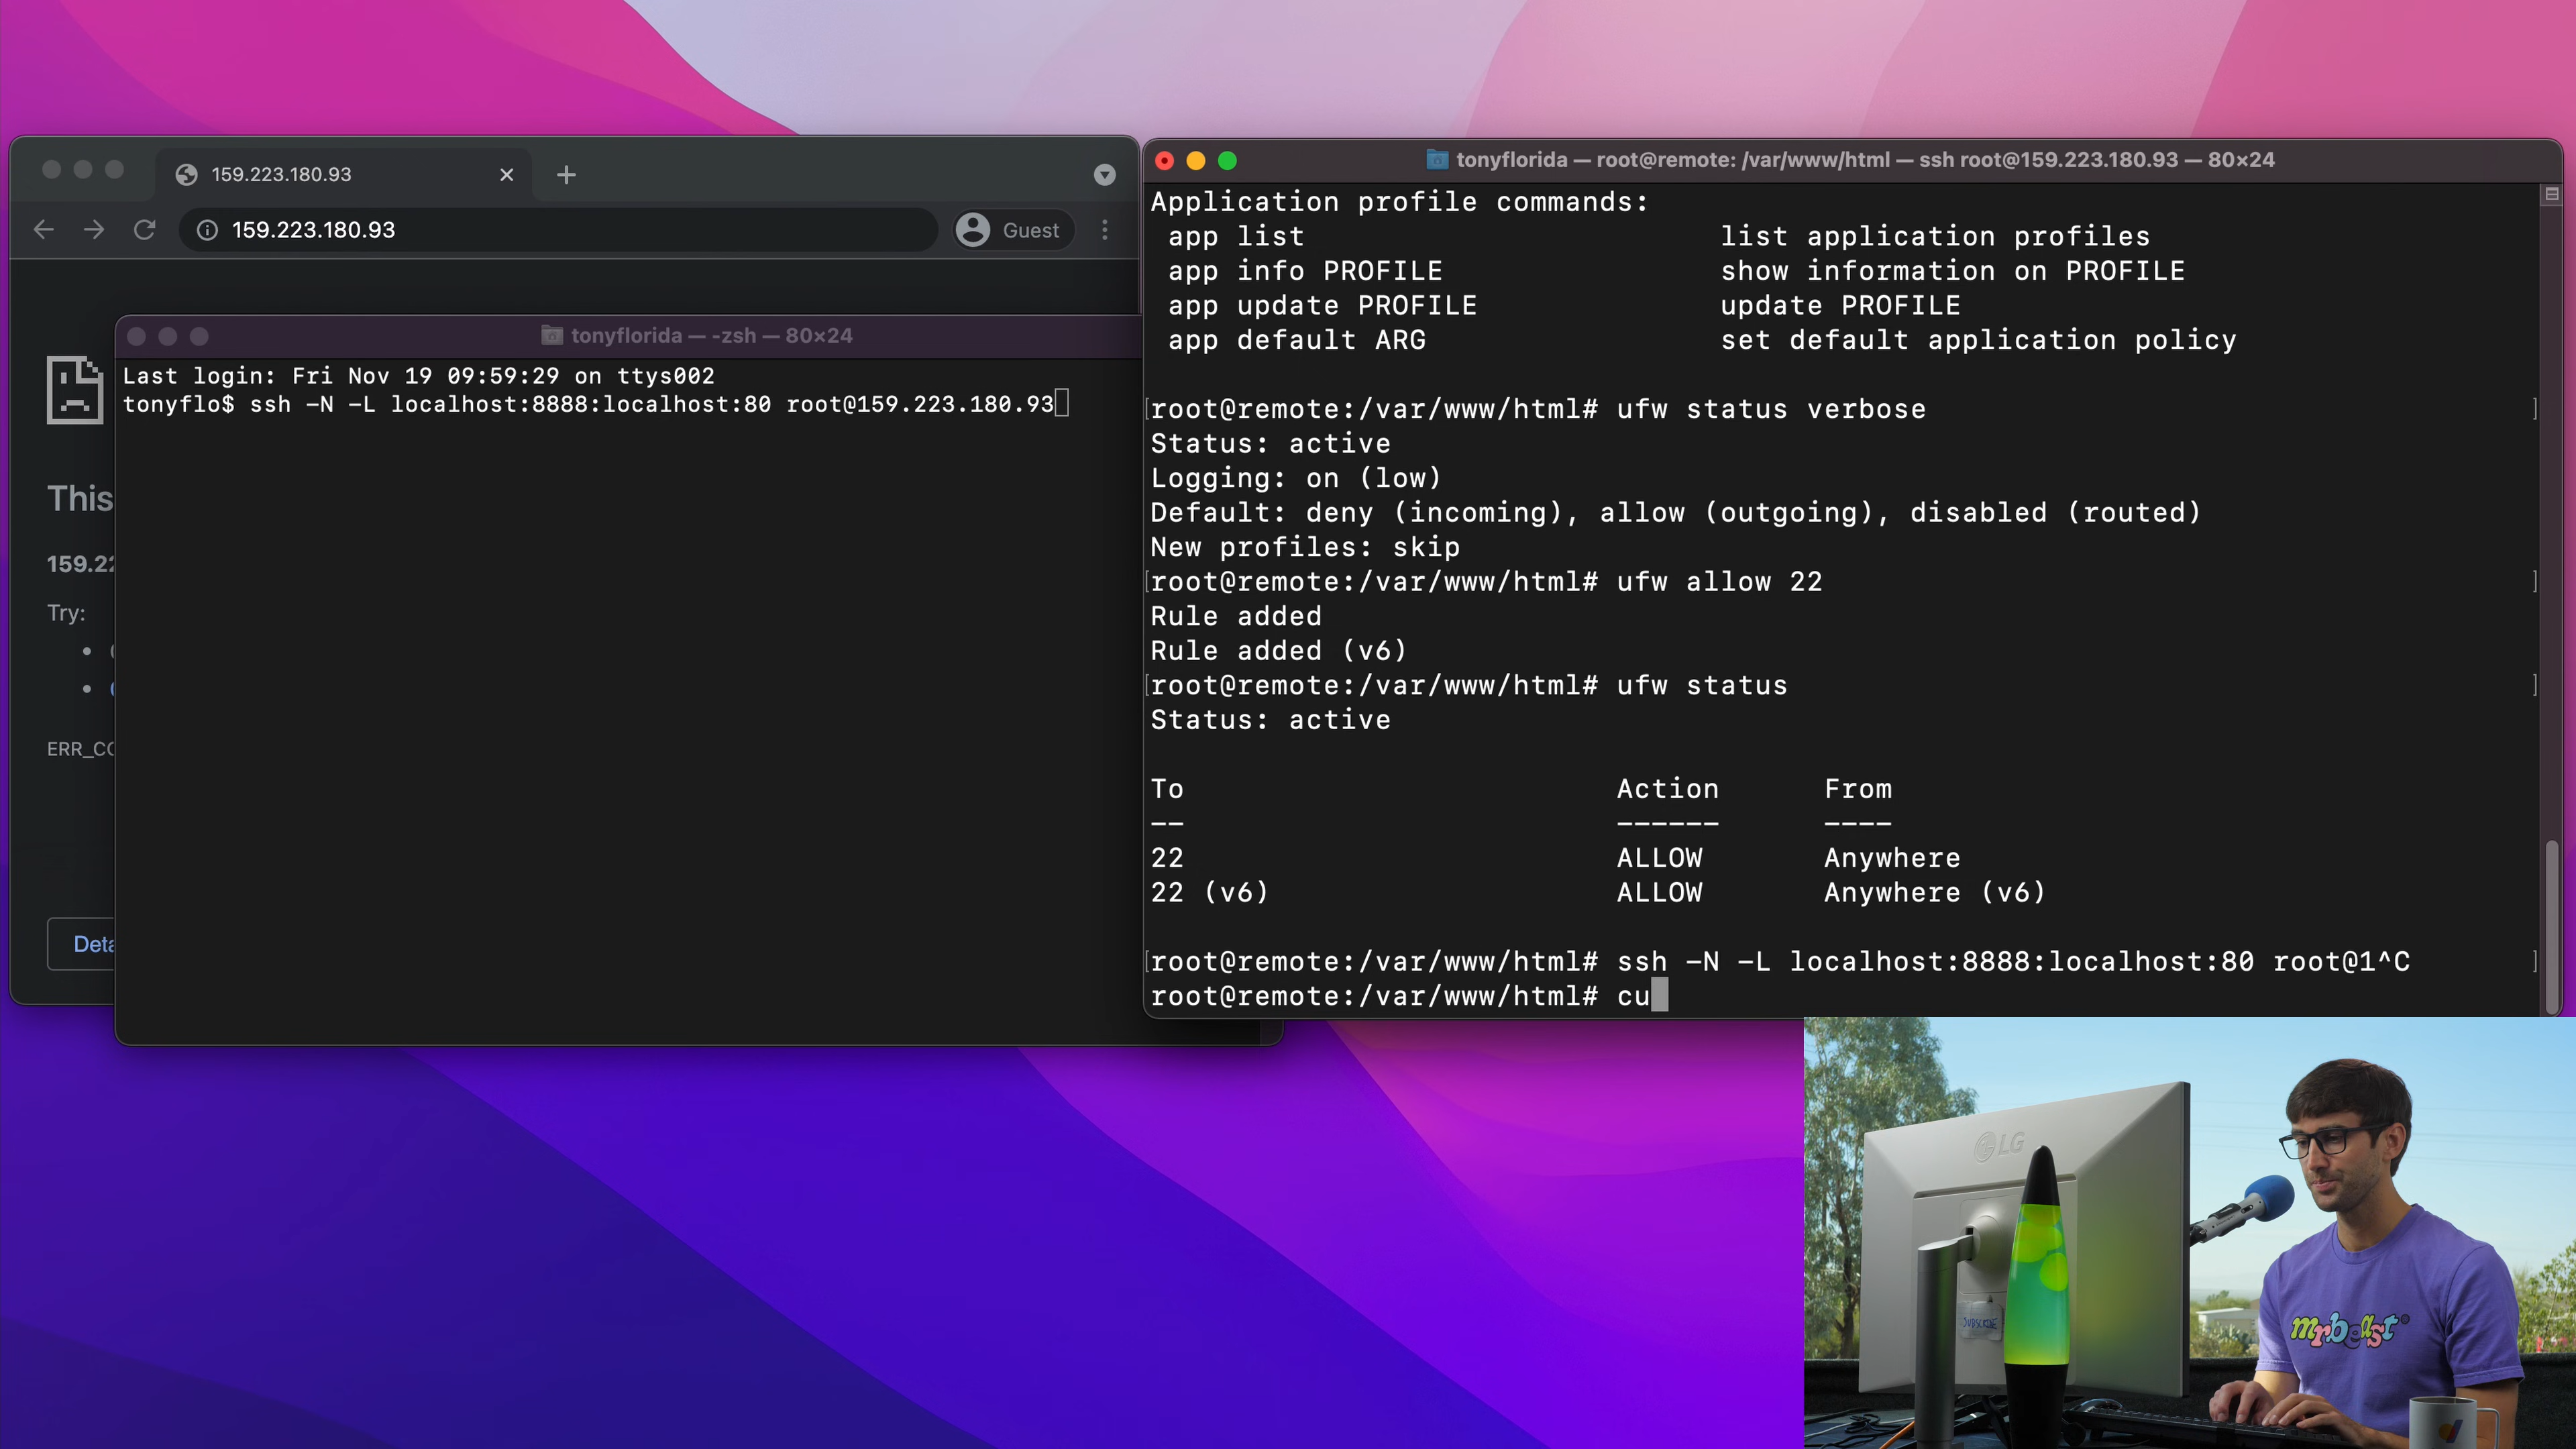 159.223.180.93
159.223.180.93
Guest
This
159.22
Try:
ERR_CO
Deta
tonyflorida — -zsh — 80×24
Last login: Fri Nov 19 09:59:29 on ttys002
tonyflo$ ssh -N -L localhost:8888:localhost:80 root@159.223.180.93
tonyflorida — root@remote: /var/www/html — ssh root@159.223.180.93 — 80×24
Application profile commands:
app list list application profiles
app info PROFILE show information on PROFILE
app update PROFILE update PROFILE
app default ARG set default application policy
[root@remote:/var/www/html# ufw status verbose ]
Status: active
Logging: on (low)
Default: deny (incoming), allow (outgoing), disabled (routed)
New profiles: skip
[root@remote:/var/www/html# ufw allow 22 ]
Rule added
Rule added (v6)
[root@remote:/var/www/html# ufw status ]
Status: active
To Action From
-- ------ ----
22 ALLOW Anywhere
22 (v6) ALLOW Anywhere (v6)
[root@remote:/var/www/html# ssh -N -L localhost:8888:localhost:80 root@1^C ]
root@remote:/var/www/html# cu
LG
SUBSCRIBE
mrbeast